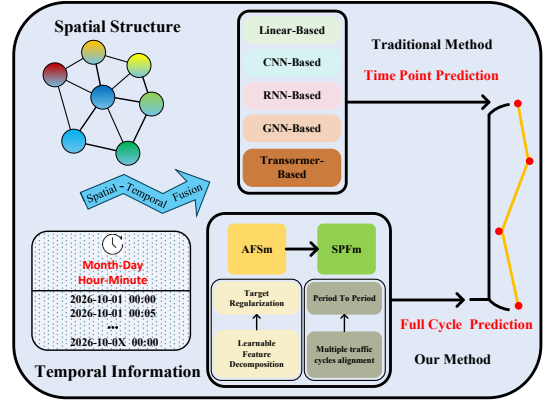 Spatial Structure
Linear-Based
CNN-Based
RNN-Based
GNN-Based
Transormer-
Based
Traditional Method
Time Point Prediction
Spatial - Temporal Fusion
Month-Day
Hour-Minute
2026-10-01 00:00
2026-10-01 00:05
...
2026-10-0X 00:00
Temporal Information
AFSm
SPFm
Target
Regularization
Period To Period
Learnable
Feature
Decomposition
Multiple traffic
cycles alignment
Full Cycle Prediction
Our Method